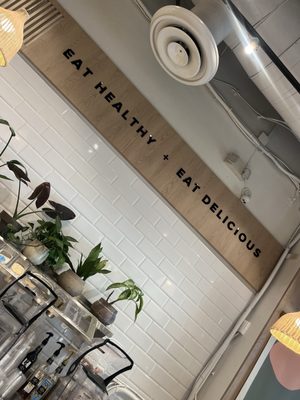 EAT HEALTHY + EAT DELICIOUS